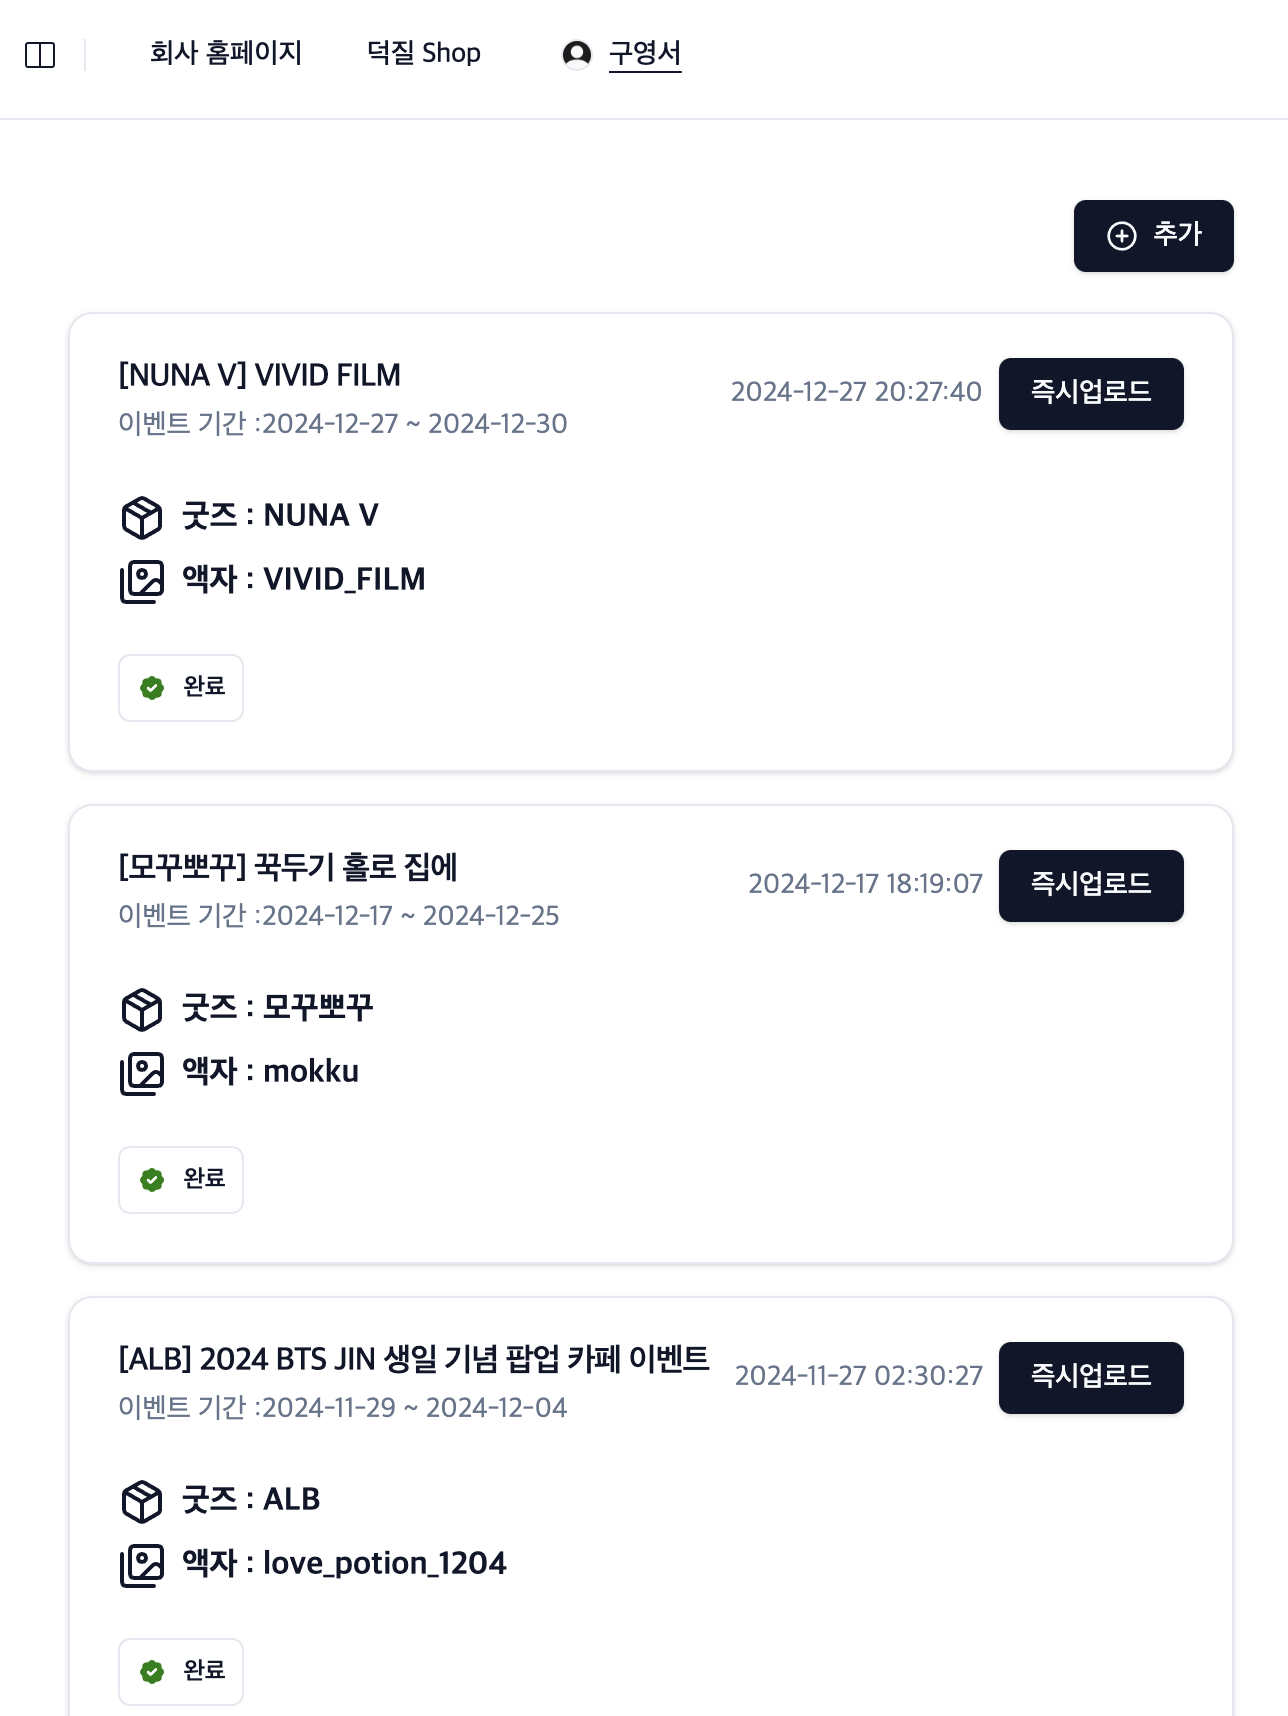 회사 홈페이지 덕질 Shop 구영서
추가
[NUNA V] VIVID FILM
이벤트 기간 :2024-12-27 ~ 2024-12-30
2024-12-27 20:27:40 즉시업로드
굿즈 : NUNA V
액자 : VIVID_FILM
완료
[모꾸뽀꾸] 꾹두기 홀로 집에
이벤트 기간 :2024-12-17 ~ 2024-12-25
2024-12-17 18:19:07 즉시업로드
굿즈 : 모꾸뽀꾸
액자 : mokku
완료
[ALB] 2024 BTS JIN 생일 기념 팝업 카페 이벤트
이벤트 기간 :2024-11-29 ~ 2024-12-04
2024-11-27 02:30:27 즉시업로드
굿즈 : ALB
액자 : love_potion_1204
완료